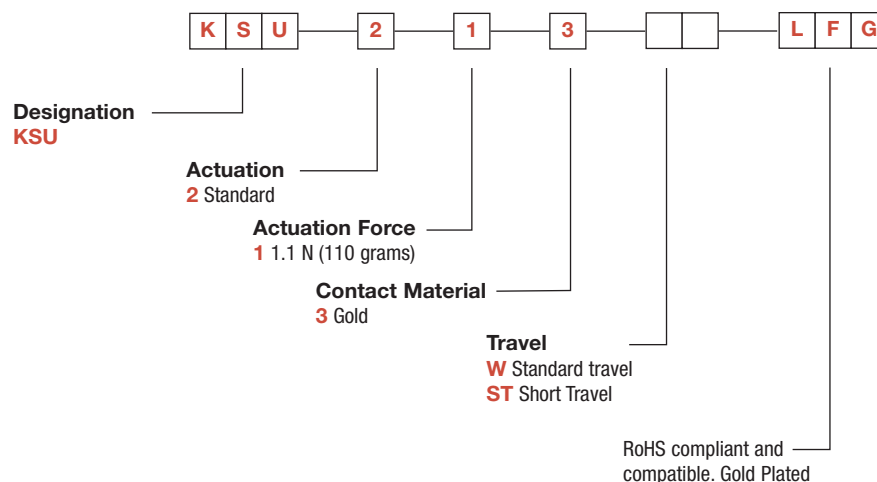 K S U 2 1 3 L F G
Designation
KSU
Actuation
2 Standard
Actuation Force
1 1.1 N (110 grams)
Contact Material
3 Gold
Travel
W Standard travel
ST Short Travel
RoHS compliant and
compatible. Gold Plated